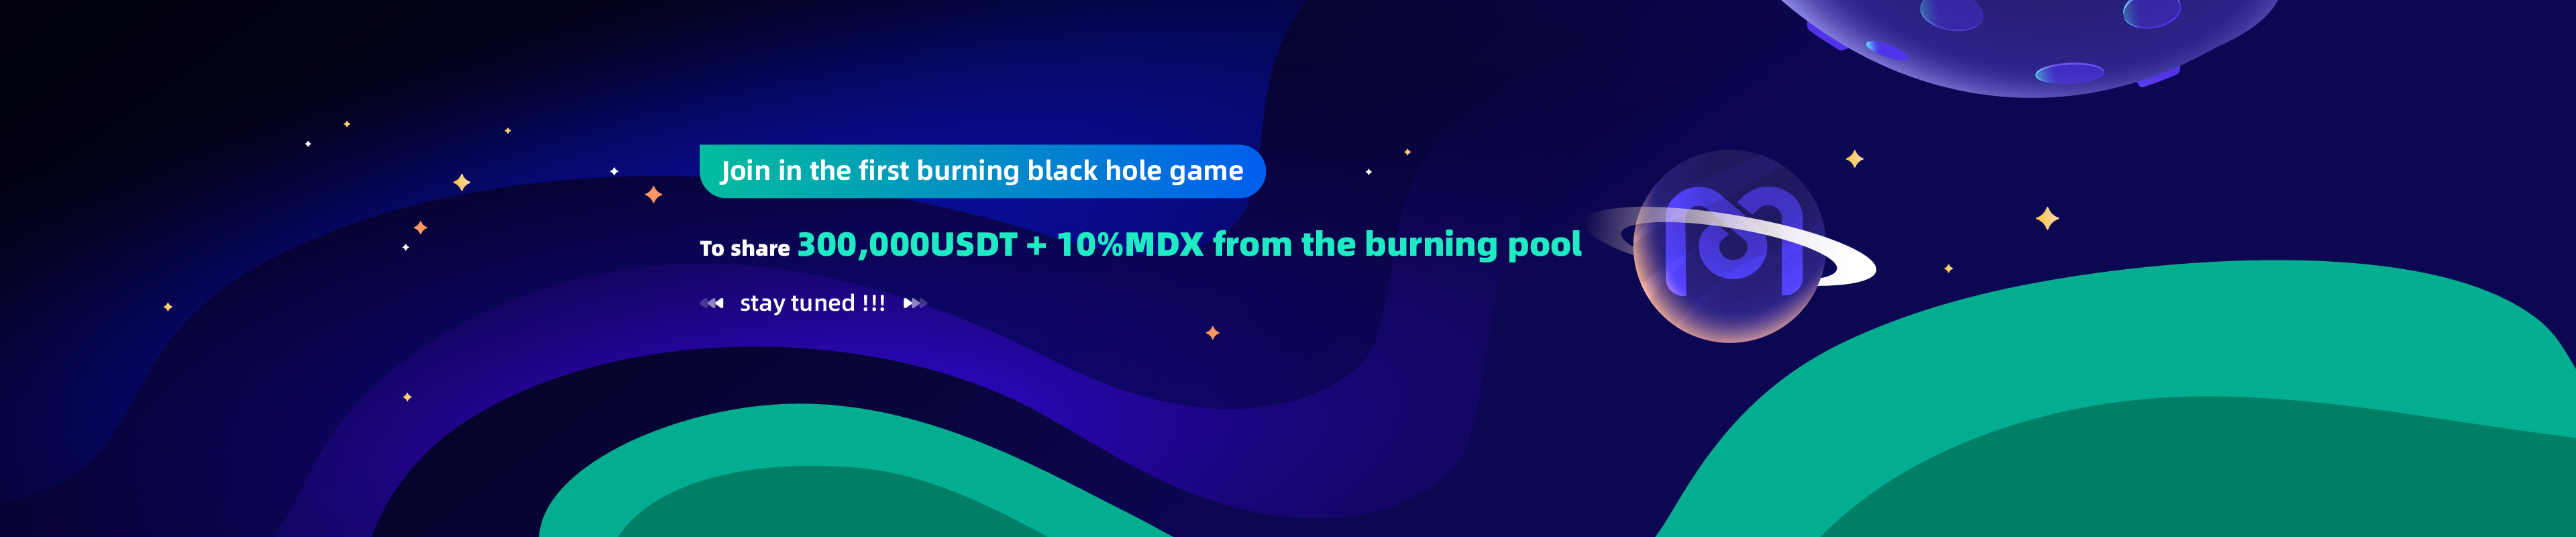 Join in the first burning black hole game
To share 300,000USDT + 10%MDX from the burning pool
stay tuned !!!